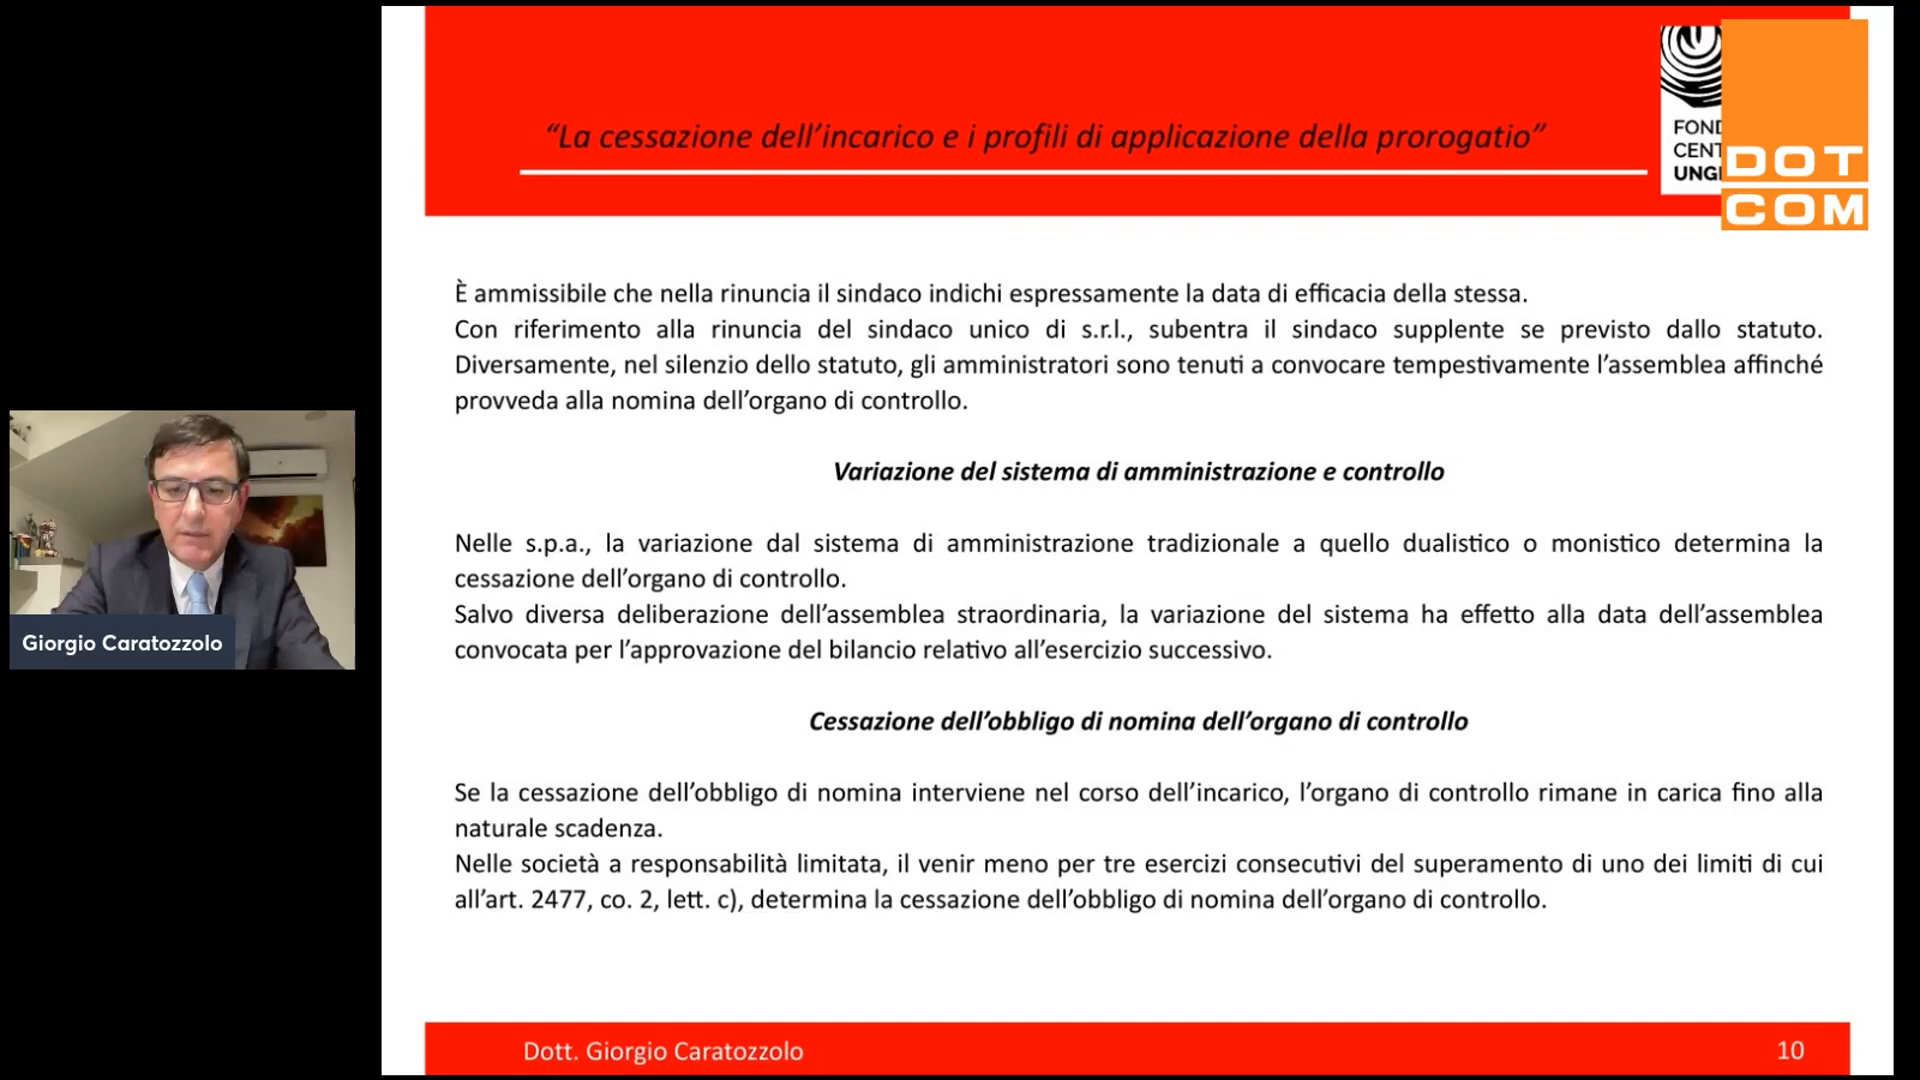 “La cessazione dell’incarico e i profili di applicazione della prorogatio”
FOND
CENT
UNG
DOT
COM
È ammissibile che nella rinuncia il sindaco indichi espressamente la data di efficacia della stessa.
Con riferimento alla rinuncia del sindaco unico di s.r.l., subentra il sindaco supplente se previsto dallo statuto.
Diversamente, nel silenzio dello statuto, gli amministratori sono tenuti a convocare tempestivamente l’assemblea affinché
provveda alla nomina dell’organo di controllo.
Variazione del sistema di amministrazione e controllo
Nelle s.p.a., la variazione dal sistema di amministrazione tradizionale a quello dualistico o monistico determina la
cessazione dell’organo di controllo.
Salvo diversa deliberazione dell’assemblea straordinaria, la variazione del sistema ha effetto alla data dell’assemblea
convocata per l’approvazione del bilancio relativo all’esercizio successivo.
Giorgio Caratozzolo
Cessazione dell’obbligo di nomina dell’organo di controllo
Se la cessazione dell’obbligo di nomina interviene nel corso dell’incarico, l’organo di controllo rimane in carica fino alla
naturale scadenza.
Nelle società a responsabilità limitata, il venir meno per tre esercizi consecutivi del superamento di uno dei limiti di cui
all’art. 2477, co. 2, lett. c), determina la cessazione dell’obbligo di nomina dell’organo di controllo.
Dott. Giorgio Caratozzolo
10